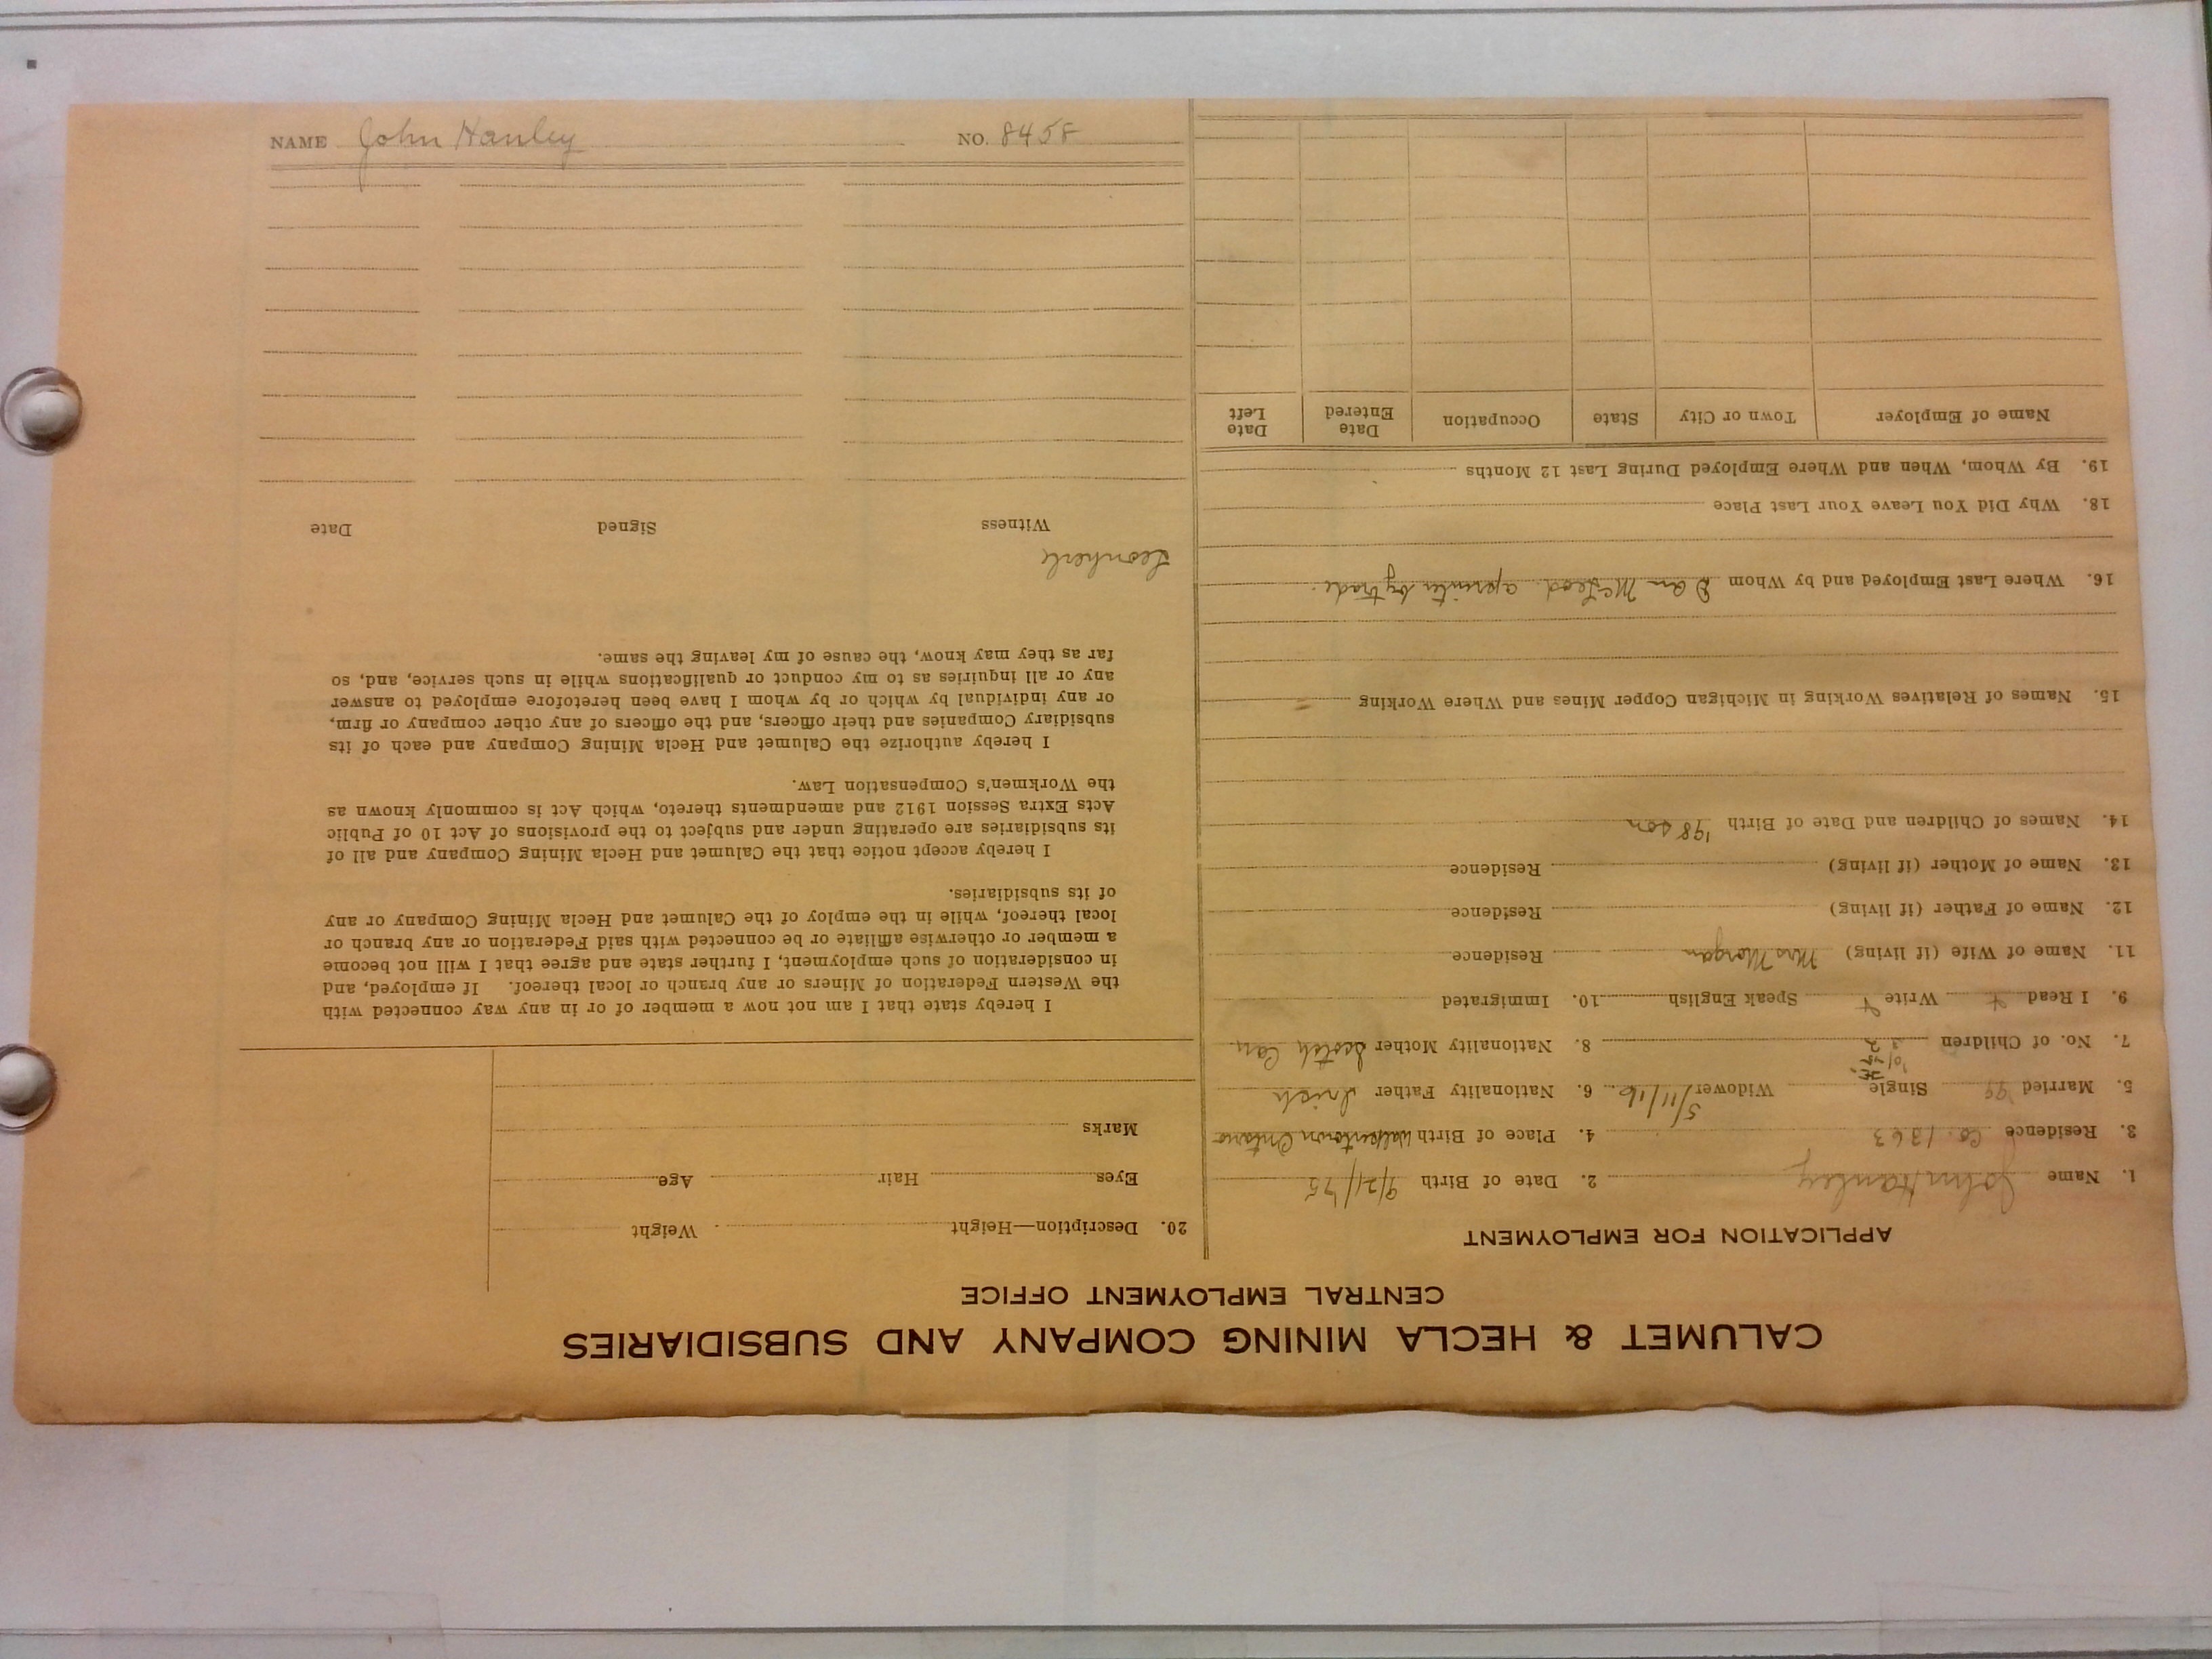 NAME John Hanley NO. 8458
CALUMET & HECLA MINING COMPANY AND SUBSIDIARIES
CENTRAL EMPLOYMENT OFFICE
APPLICATION FOR EMPLOYMENT
1. Name John Hanley 2. Date of Birth 9/21/'75
3. Residence Co. 1363 4. Place of Birth Walkertown Ontario
5. Married '99 Single Widower 5/11/16 6. Nationality Father Irish
7. No. of Children 2 8. Nationality Mother Scotch Can
9. I Read Write Speak English 10. Immigrated
11. Name of Wife (if living) Mrs Morgan Residence
12. Name of Father (if living) Residence
13. Name of Mother (if living) Residence
14. Names of Children and Date of Birth '98 son
15. Names of Relatives Working in Michigan Copper Mines and Where Working
16. Where Last Employed and by Whom Dan McLeod. by trade.
18. Why Did You Leave Your Last Place
19. By Whom, When and Where Employed During Last 12 Months
Name of Employer Town or City State Occupation Date Entered Date Left
20. Description—Height Weight
Eyes Hair Age
Marks
I hereby state that I am not now a member of or in any way connected with
the Western Federation of Miners or any branch or local thereof. If employed, and
in consideration of such employment, I further state and agree that I will not become
a member or otherwise affiliate or be connected with said Federation or any branch or
local thereof, while in the employ of the Calumet and Hecla Mining Company or any
of its subsidiaries.
I hereby accept notice that the Calumet and Hecla Mining Company and all of
its subsidiaries are operating under and subject to the provisions of Act 10 of Public
Acts Extra Session 1912 and amendments thereto, which Act is commonly known as
the Workmen's Compensation Law.
I hereby authorize the Calumet and Hecla Mining Company and each of its
subsidiary Companies and their officers, and the officers of any other company or firm,
or any individual by which or by whom I have been heretofore employed to answer
any or all inquiries as to my conduct or qualifications while in such service, and, so
far as they may know, the cause of my leaving the same.
Witness Signed Date